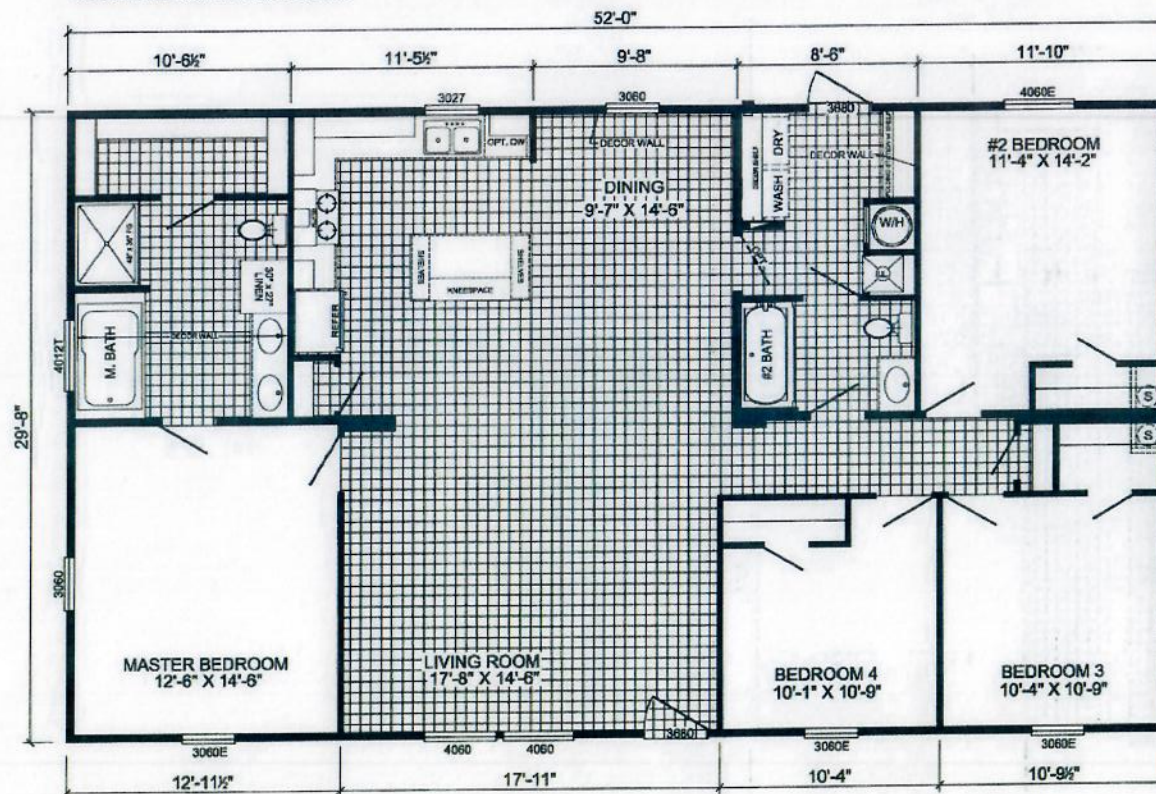 52'-0"
10'-6½"
11'-5½"
9'-8"
8'-6"
11'-10"
3027
3060
3680
4060E
OPT. DW
DECOR WALL
DINING
9'-7" X 14'-6"
DECOR SHELF
WASH
DRY
DECOR WALL
#2 BEDROOM
11'-4" X 14'-2"
W/H
SHELVES
SHELVES
KNEESPACE
LINEN
30" X 22"
REFER
DECOR WALL
M. BATH
#2 BATH
4012T
29'-8"
S
S
3060
MASTER BEDROOM
12'-6" X 14'-6"
LIVING ROOM
17'-8" X 14'-6"
BEDROOM 4
10'-1" X 10'-9"
BEDROOM 3
10'-4" X 10'-9"
3060E
4060
4060
3680
3060E
3060E
12'-11½"
17'-11"
10'-4"
10'-9½"